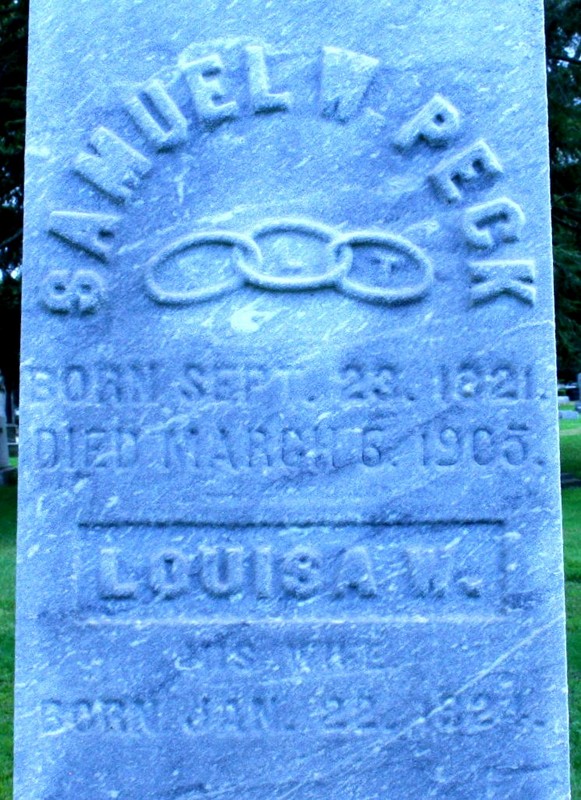 SAMUEL W PECK
L T
BORN SEPT. 23. 1821.
DIED MARCH 6. 1905.
LOUISA W.
HIS WIFE
BORN JAN. 22.